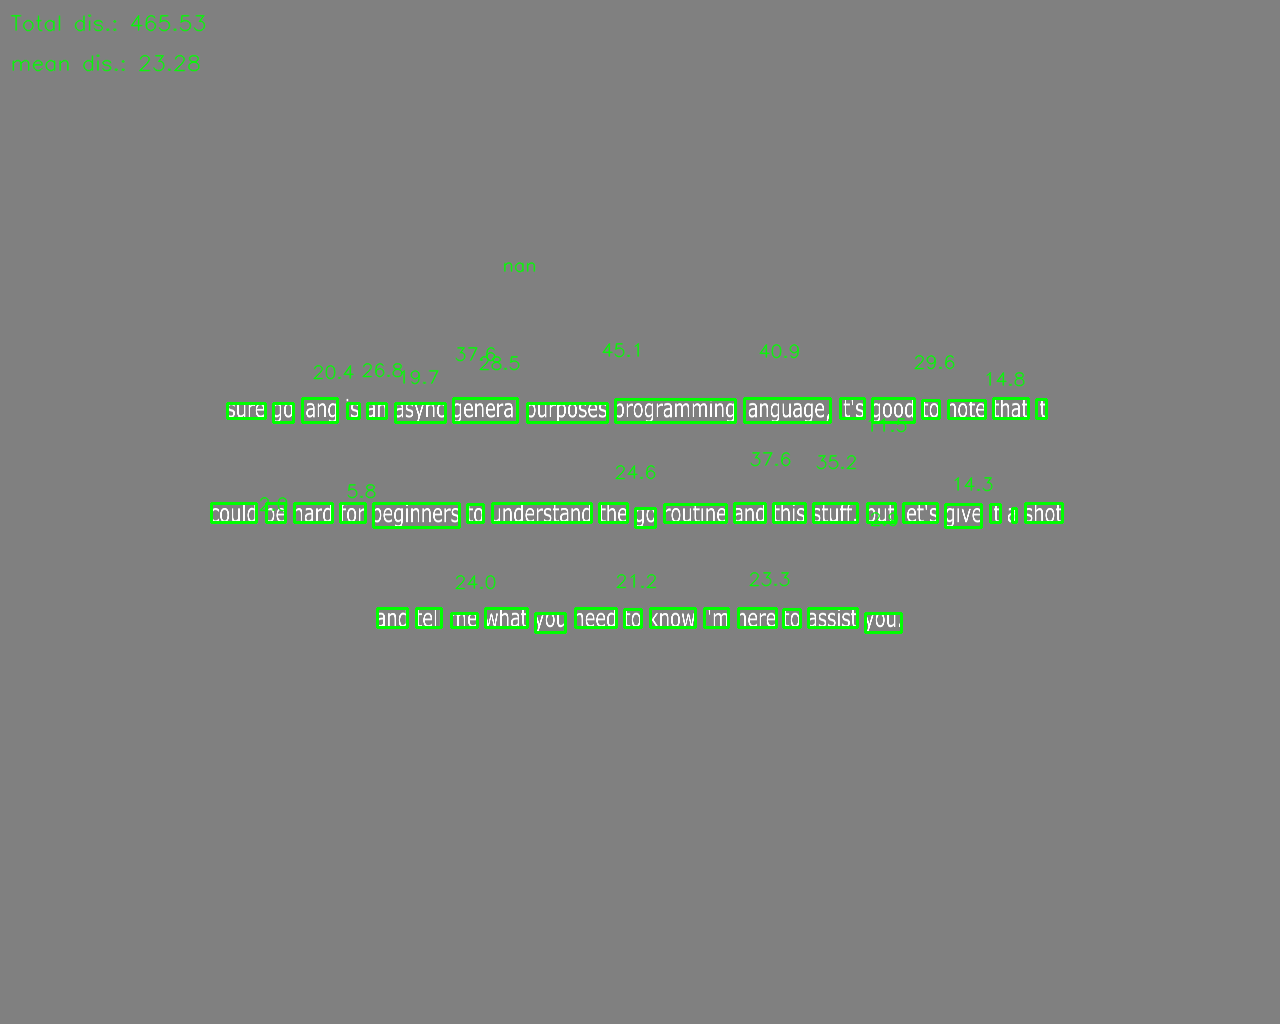 Total dis.: 465.53
mean dis.: 23.28
nan
20.4 26.8 19.7 37.6 28.5 45.1 40.9 29.6 14.8
sure go lang is an async general purposes programming language, it's good to note that it
24.6 37.6 35.2 14.3
5.8
could be hard for beginners to understand the go routine and this stuff. but let's give it a shot
24.0 21.2 23.3
and tell me what you need to know I'm here to assist you.